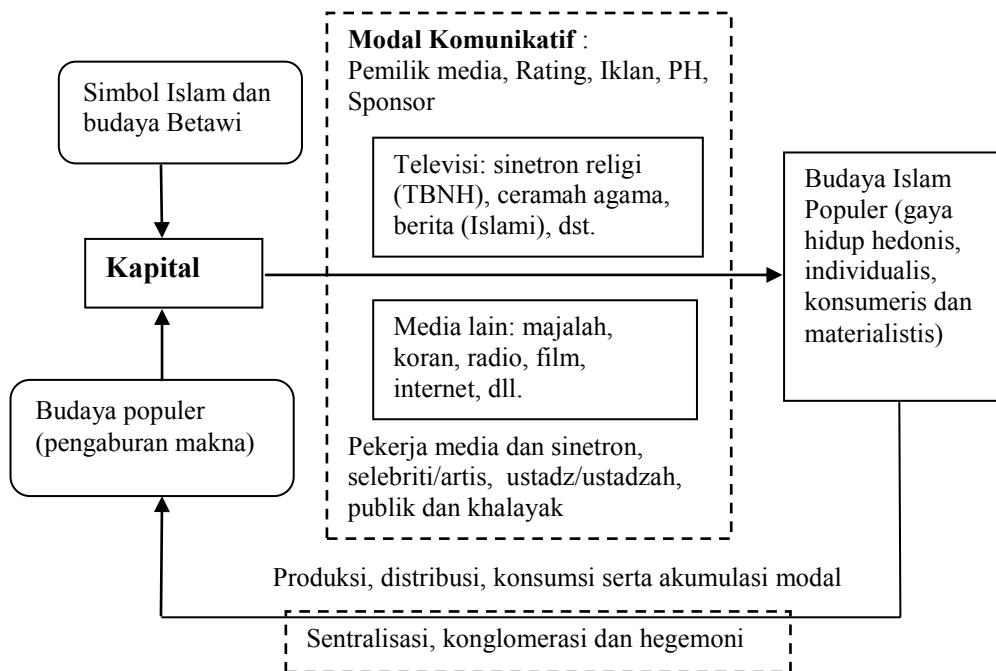 Simbol Islam dan
budaya Betawi
Kapital
Budaya populer
(pengaburan makna)
Modal Komunikatif :
Pemilik media, Rating, Iklan, PH,
Sponsor
Televisi: sinetron religi
(TBNH), ceramah agama,
berita (Islami), dst.
Media lain: majalah,
koran, radio, film,
internet, dll.
Pekerja media dan sinetron,
selebriti/artis, ustadz/ustadzah,
publik dan khalayak
Budaya Islam
Populer (gaya
hidup hedonis,
individualis,
konsumeris dan
materialistis)
Produksi, distribusi, konsumsi serta akumulasi modal
Sentralisasi, konglomerasi dan hegemoni